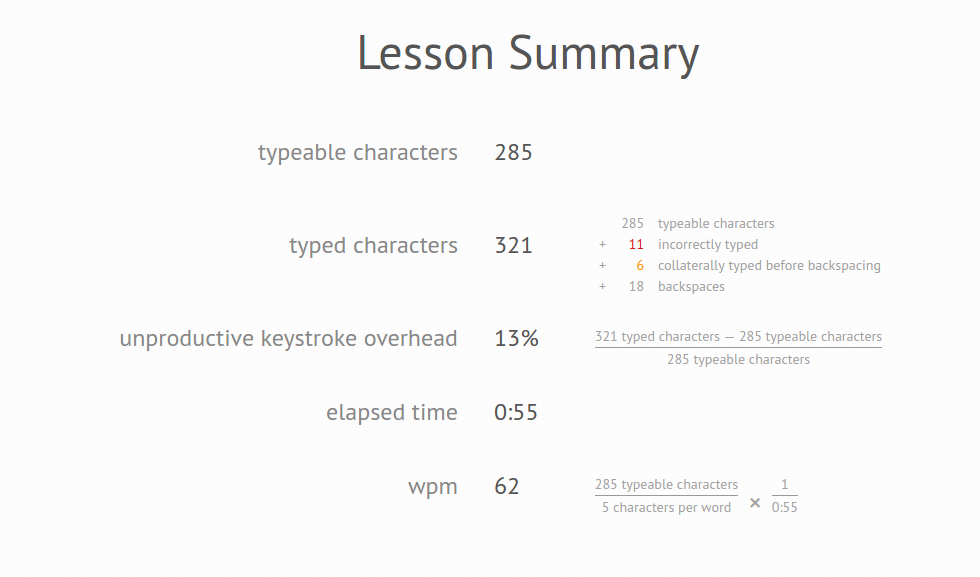 Lesson Summary
typeable characters 285
typed characters 321
285 typeable characters
+ 11 incorrectly typed
+ 6 collaterally typed before backspacing
+ 18 backspaces
unproductive keystroke overhead 13%
321 typed characters — 285 typeable characters
285 typeable characters
elapsed time 0:55
wpm 62
285 typeable characters
5 characters per word
×
1
0:55